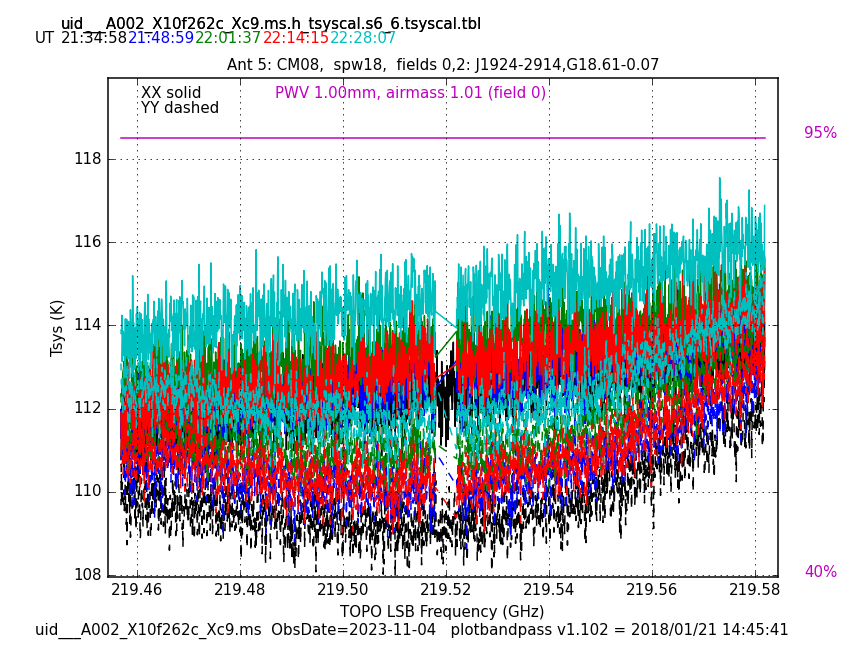 uid___A002_X10f262c_Xc9.ms.h_tsyscal.s6_6.tsyscal.tbl
UT 21:34:58 21:48:59 22:01:37 22:14:15 22:28:07
Ant 5: CM08,  spw18,  fields 0,2: J1924-2914,G18.61-0.07
XX solid
YY dashed
PWV 1.00mm, airmass 1.01 (field 0)
95%
118
116
114
112
110
108
Tsys (K)
40%
219.46 219.48 219.50 219.52 219.54 219.56 219.58
TOPO LSB Frequency (GHz)
uid___A002_X10f262c_Xc9.ms  ObsDate=2023-11-04   plotbandpass v1.102 = 2018/01/21 14:45:41